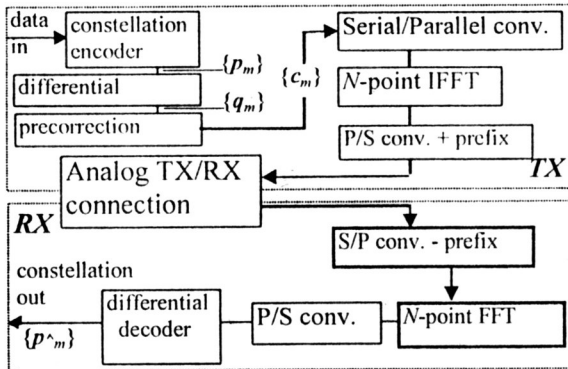 data in
constellation encoder
{p_m}
differential
{q_m}
precorrection
{c_m}
Serial/Parallel conv.
N-point IFFT
P/S conv. + prefix
TX
Analog TX/RX connection
RX
S/P conv. - prefix
N-point FFT
P/S conv.
differential decoder
constellation out
{p^_m}